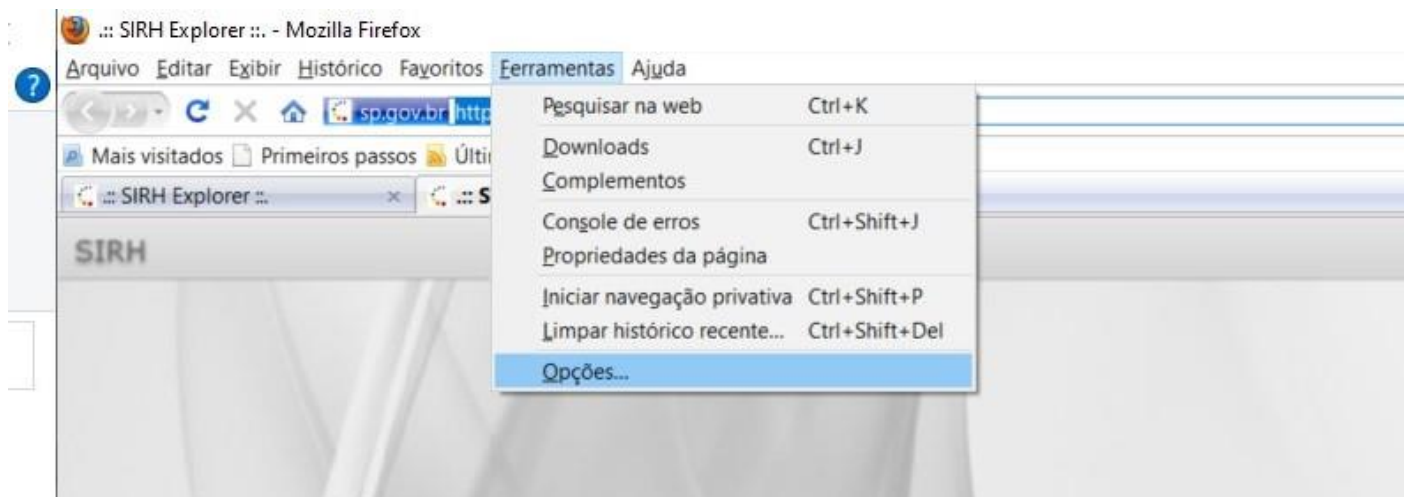 .:: SIRH Explorer ::. - Mozilla Firefox
Arquivo Editar Exibir Histórico Favoritos Ferramentas Ajuda
?
sp.gov.br http
Pesquisar na web Ctrl+K
Mais visitados Primeiros passos Últi
Downloads Ctrl+J
Complementos
.:: SIRH Explorer ::. .:: S
Console de erros Ctrl+Shift+J
SIRH
Propriedades da página
Iniciar navegação privativa Ctrl+Shift+P
Limpar histórico recente... Ctrl+Shift+Del
Opções...